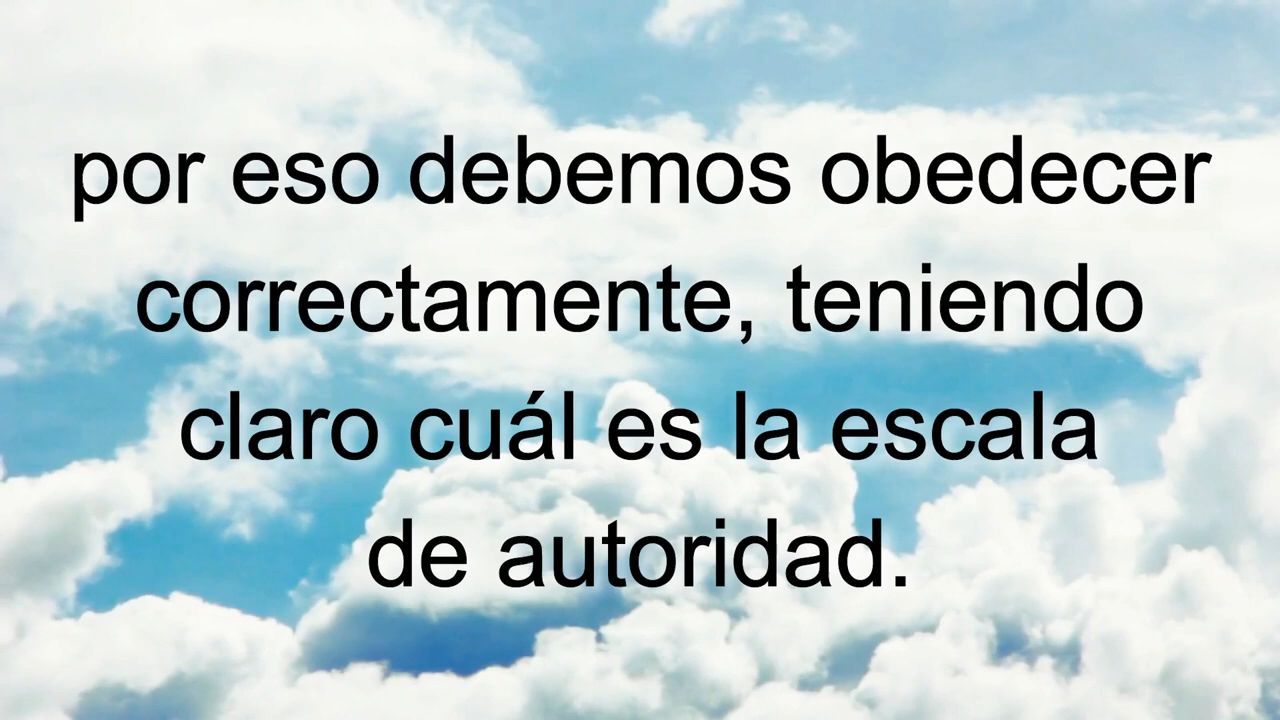 por eso debemos obedecer
correctamente, teniendo
claro cuál es la escala
de autoridad.